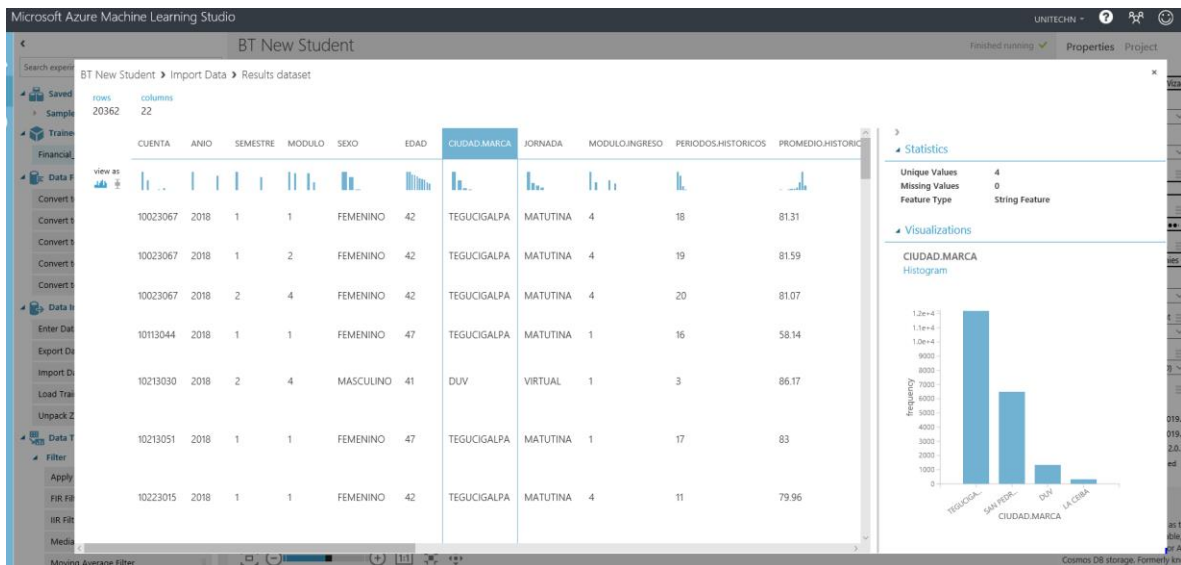 Microsoft Azure Machine Learning Studio
UNITECHN
BT New Student
Finished running
Properties Project
Search experi
BT New Student > Import Data > Results dataset
rows columns
20362 22
Saved
Sample
Traine
Financial_
Data F
Convert t
Convert t
Convert t
Convert t
Convert t
Data I
Enter Dat
Export Da
Import Da
Load Trai
Unpack Z
Data T
Filter
Apply
FIR Filt
IIR Filt
Media
Moving Average Filter
view as
CUENTA ANIO SEMESTRE MODULO SEXO EDAD CIUDAD.MARCA JORNADA MODULO.INGRESO PERIODOS.HISTORICOS PROMEDIO.HISTORIC
10023067 2018 1 1 FEMENINO 42 TEGUCIGALPA MATUTINA 4 18 81.31
10023067 2018 1 2 FEMENINO 42 TEGUCIGALPA MATUTINA 4 19 81.59
10023067 2018 2 4 FEMENINO 42 TEGUCIGALPA MATUTINA 4 20 81.07
10113044 2018 1 1 FEMENINO 47 TEGUCIGALPA MATUTINA 1 16 58.14
10213030 2018 2 4 MASCULINO 41 DUV VIRTUAL 1 3 86.17
10213051 2018 1 1 FEMENINO 47 TEGUCIGALPA MATUTINA 1 17 83
10223015 2018 1 1 FEMENINO 42 TEGUCIGALPA MATUTINA 4 11 79.96
Statistics
Unique Values 4
Missing Values 0
Feature Type String Feature
Visualizations
CIUDAD.MARCA
Histogram
1.2e+4
1.1e+4
1.0e+4
9000
8000
7000
6000
5000
4000
3000
2000
1000
0
frequency
TEGUCIGA... SAN PEDR... DUV LA CEIBA
CIUDAD.MARCA
1:1
Cosmos DB storage. Formerly kn